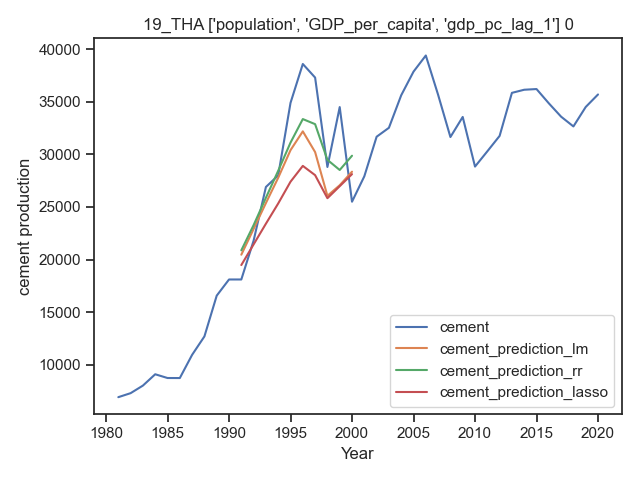 19_THA ['population', 'GDP_per_capita', 'gdp_pc_lag_1'] 0
cement production
40000
35000
30000
25000
20000
15000
10000
cement
cement_prediction_lm
cement_prediction_rr
cement_prediction_lasso
1980 1985 1990 1995 2000 2005 2010 2015 2020
Year